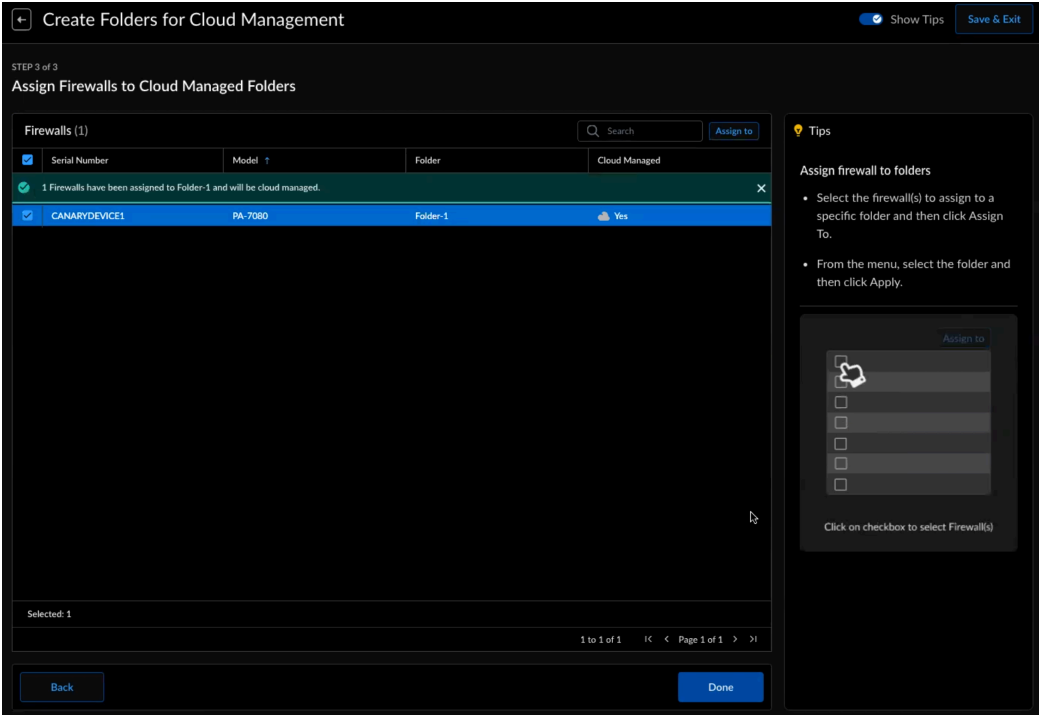 Create Folders for Cloud Management
Show Tips
Save & Exit
STEP 3 of 3
Assign Firewalls to Cloud Managed Folders
Firewalls (1)
Search
Assign to
Serial Number
Model ↑
Folder
Cloud Managed
1 Firewalls have been assigned to Folder-1 and will be cloud managed.
CANARYDEVICE1
PA-7080
Folder-1
Yes
Selected: 1
1 to 1 of 1
Page 1 of 1
Back
Done
Tips
Assign firewall to folders
• Select the firewall(s) to assign to a
specific folder and then click Assign
To.
• From the menu, select the folder and
then click Apply.
Assign to
Click on checkbox to select Firewall(s)